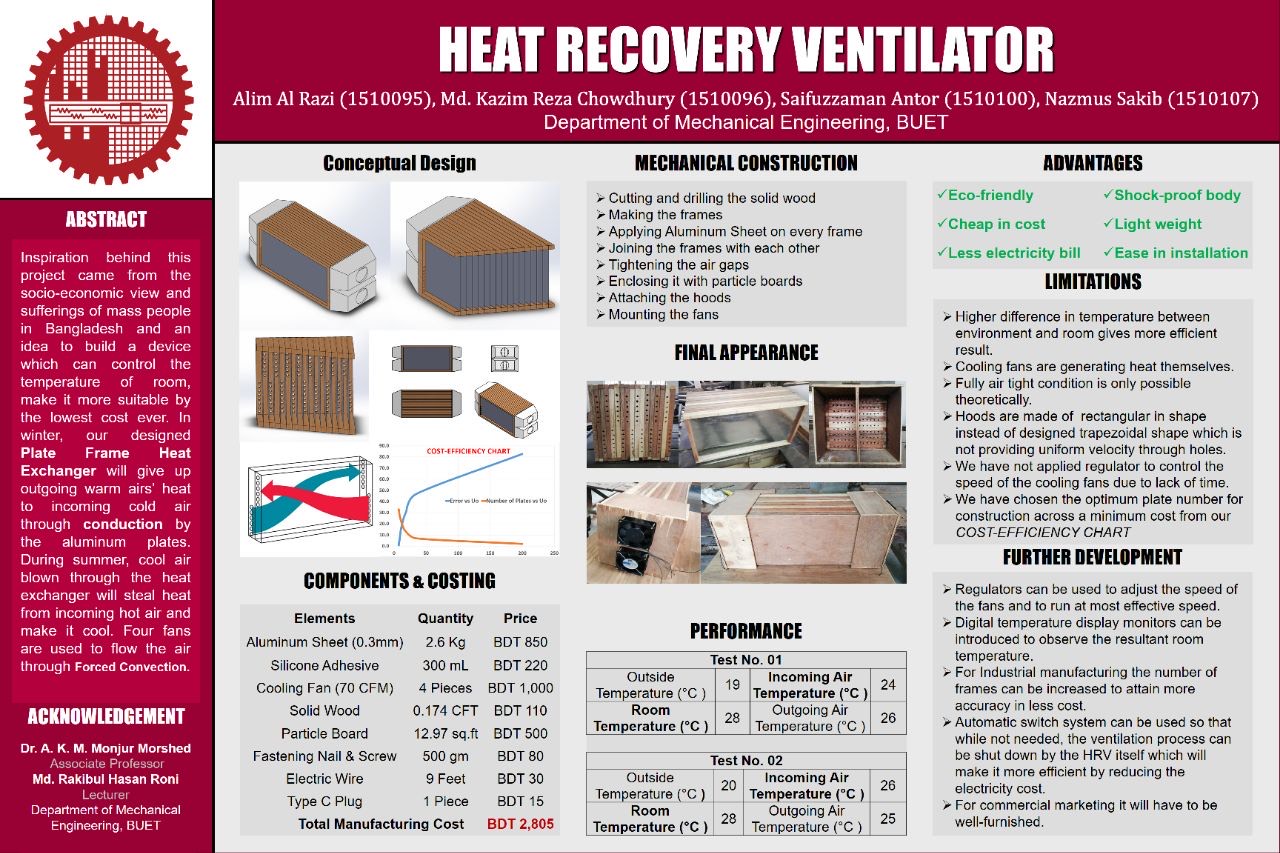 HEAT RECOVERY VENTILATOR
Alim Al Razi (1510095), Md. Kazim Reza Chowdhury (1510096), Saifuzzaman Antor (1510100), Nazmus Sakib (1510107)
Department of Mechanical Engineering, BUET
ABSTRACT
Inspiration behind this
project came from the
socio-economic view and
sufferings of mass people
in Bangladesh and an
idea to build a device
which can control the
temperature of room,
make it more suitable by
the lowest cost ever. In
winter, our designed
Plate Frame Heat
Exchanger will give up
outgoing warm airs' heat
to incoming cold air
through conduction by
the aluminum plates.
During summer, cool air
blown through the heat
exchanger will steal heat
from incoming hot air and
make it cool. Four fans
are used to flow the air
through Forced Convection.
ACKNOWLEDGEMENT
Dr. A. K. M. Monjur Morshed
Associate Professor
Md. Rakibul Hasan Roni
Lecturer
Department of Mechanical
Engineering, BUET
Conceptual Design
COST-EFFICIENCY CHART
90.0
80.0
70.0
60.0
50.0
40.0
30.0
20.0
10.0
0.0
Error vs Uo Number of Plates vs Uo
0 50 100 150 200 250
COMPONENTS & COSTING
Elements Quantity Price
Aluminum Sheet (0.3mm) 2.6 Kg BDT 850
Silicone Adhesive 300 mL BDT 220
Cooling Fan (70 CFM) 4 Pieces BDT 1,000
Solid Wood 0.174 CFT BDT 110
Particle Board 12.97 sq.ft BDT 500
Fastening Nail & Screw 500 gm BDT 80
Electric Wire 9 Feet BDT 30
Type C Plug 1 Piece BDT 15
Total Manufacturing Cost BDT 2,805
MECHANICAL CONSTRUCTION
➢ Cutting and drilling the solid wood
➢ Making the frames
➢ Applying Aluminum Sheet on every frame
➢ Joining the frames with each other
➢ Tightening the air gaps
➢ Enclosing it with particle boards
➢ Attaching the hoods
➢ Mounting the fans
FINAL APPEARANCE
PERFORMANCE
Test No. 01
Outside Temperature (°C ) 19 Incoming Air Temperature (°C ) 24
Room Temperature (°C ) 28 Outgoing Air Temperature (°C ) 26
Test No. 02
Outside Temperature (°C ) 20 Incoming Air Temperature (°C ) 26
Room Temperature (°C ) 28 Outgoing Air Temperature (°C ) 25
ADVANTAGES
✓Eco-friendly ✓Shock-proof body
✓Cheap in cost ✓Light weight
✓Less electricity bill ✓Ease in installation
LIMITATIONS
➢ Higher difference in temperature between
environment and room gives more efficient
result.
➢ Cooling fans are generating heat themselves.
➢ Fully air tight condition is only possible
theoretically.
➢ Hoods are made of rectangular in shape
instead of designed trapezoidal shape which is
not providing uniform velocity through holes.
➢ We have not applied regulator to control the
speed of the cooling fans due to lack of time.
➢ We have chosen the optimum plate number for
construction across a minimum cost from our
COST-EFFICIENCY CHART
FURTHER DEVELOPMENT
➢ Regulators can be used to adjust the speed of
the fans and to run at most effective speed.
➢ Digital temperature display monitors can be
introduced to observe the resultant room
temperature.
➢ For Industrial manufacturing the number of
frames can be increased to attain more
accuracy in less cost.
➢ Automatic switch system can be used so that
while not needed, the ventilation process can
be shut down by the HRV itself which will
make it more efficient by reducing the
electricity cost.
➢ For commercial marketing it will have to be
well-furnished.